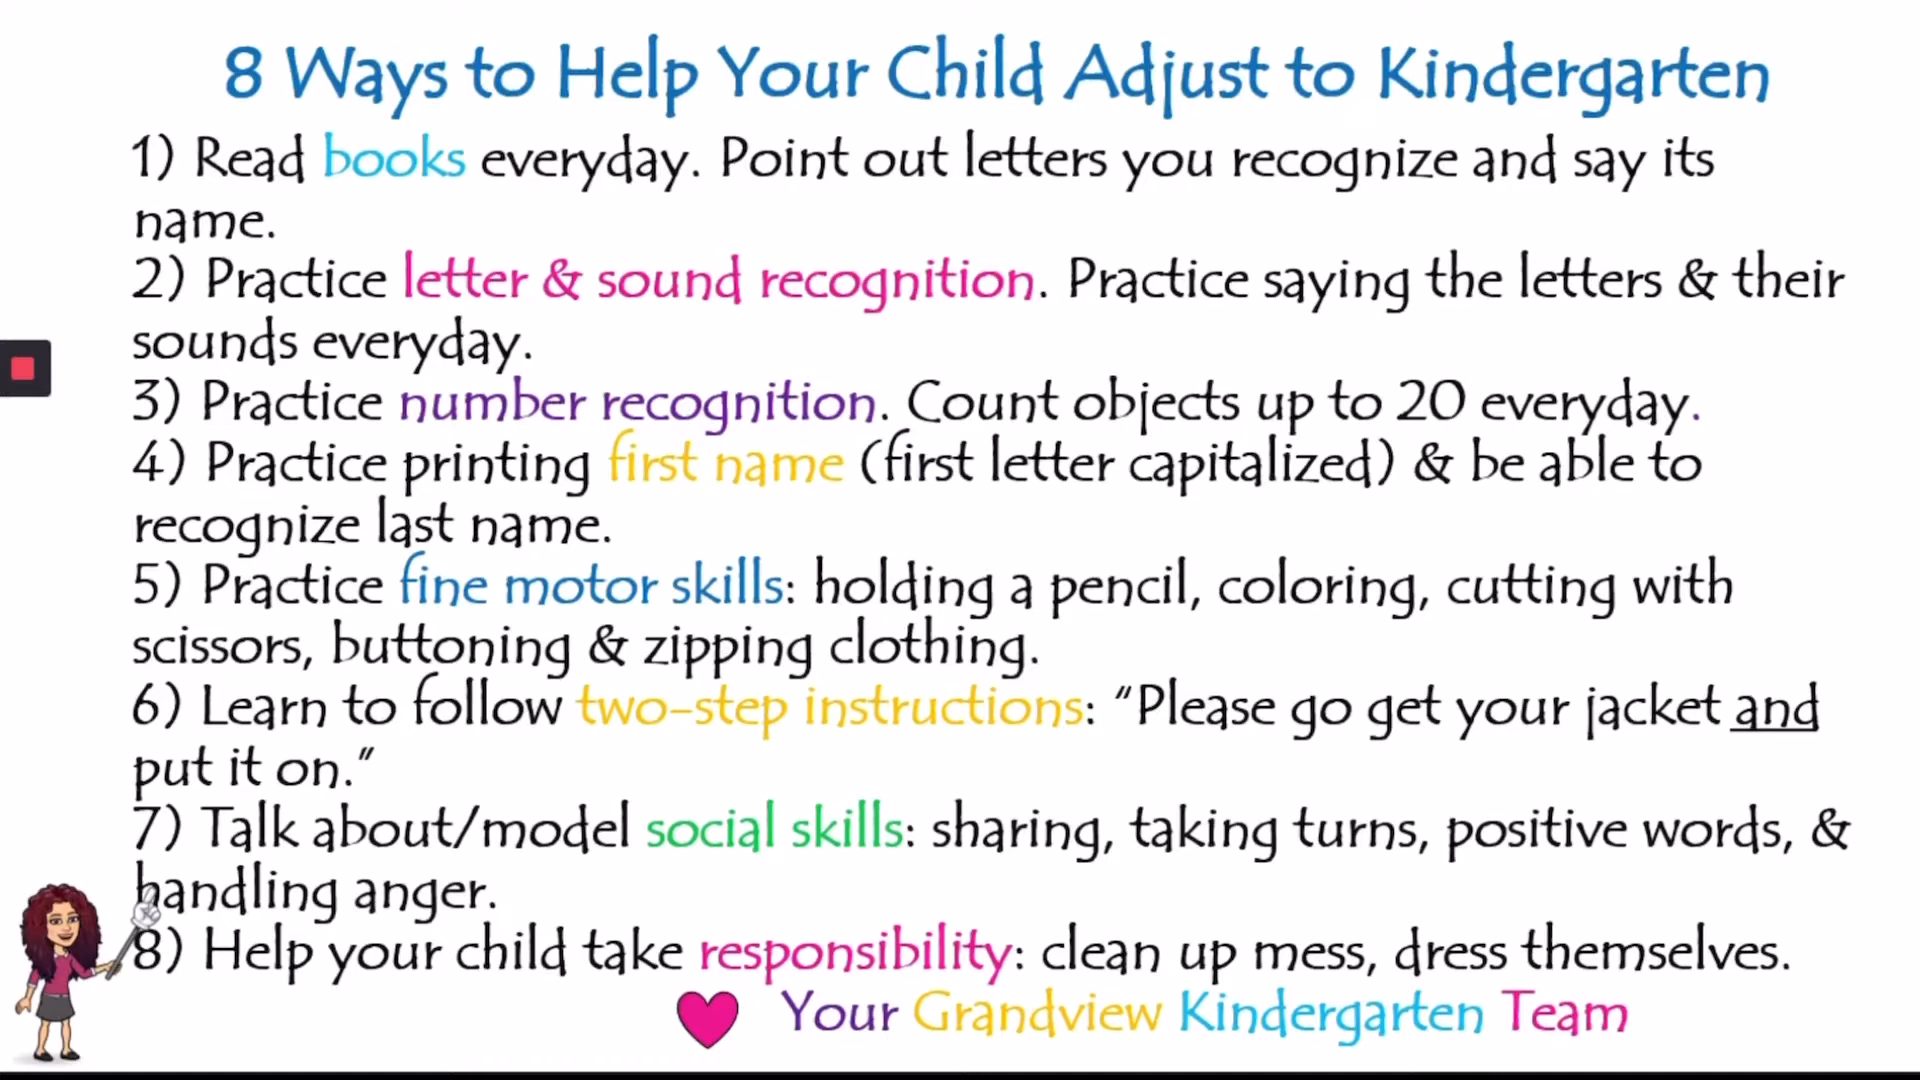 8 Ways to Help Your Child Adjust to Kindergarten
1) Read books everyday. Point out letters you recognize and say its
name.
2) Practice letter & sound recognition. Practice saying the letters & their
sounds everyday.
3) Practice number recognition. Count objects up to 20 everyday.
4) Practice printing first name (first letter capitalized) & be able to
recognize last name.
5) Practice fine motor skills: holding a pencil, coloring, cutting with
scissors, buttoning & zipping clothing.
6) Learn to follow two-step instructions: "Please go get your jacket and
put it on."
7) Talk about/model social skills: sharing, taking turns, positive words, &
handling anger.
8) Help your child take responsibility: clean up mess, dress themselves.
Your Grandview Kindergarten Team